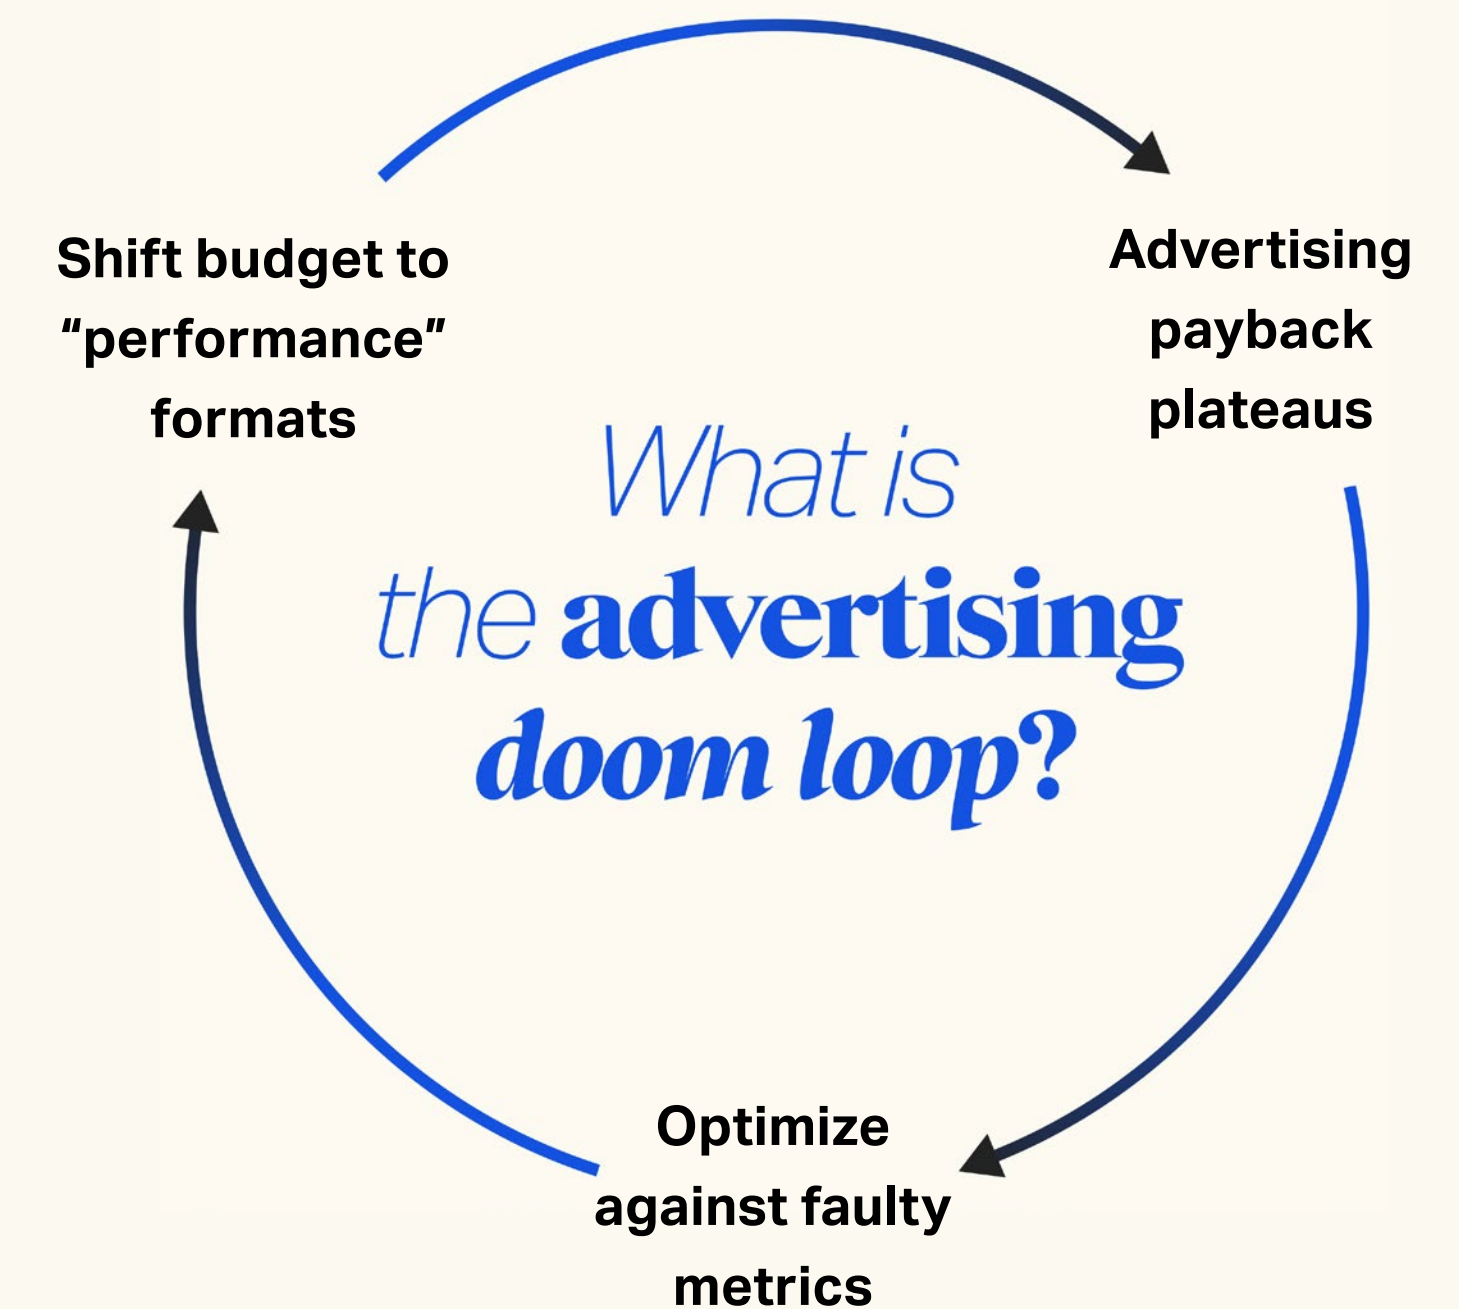 Shift budget to
“performance”
formats
Advertising
payback
plateaus
What is
the advertising
doom loop?
Optimize
against faulty
metrics